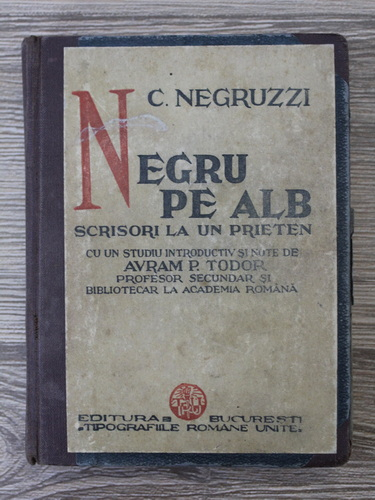 C. NEGRUZZI
NEGRU
PE ALB
SCRISORI LA UN PRIETEN
CU UN STUDIU INTRODUCTIV ȘI NOTE DE
AVRAM P. TODOR
PROFESOR SECUNDAR ȘI
BIBLIOTECAR LA ACADEMIA ROMÂNĂ
EDITURA BUCUREȘTI
„TIPOGRAFIILE ROMÂNE UNITE"